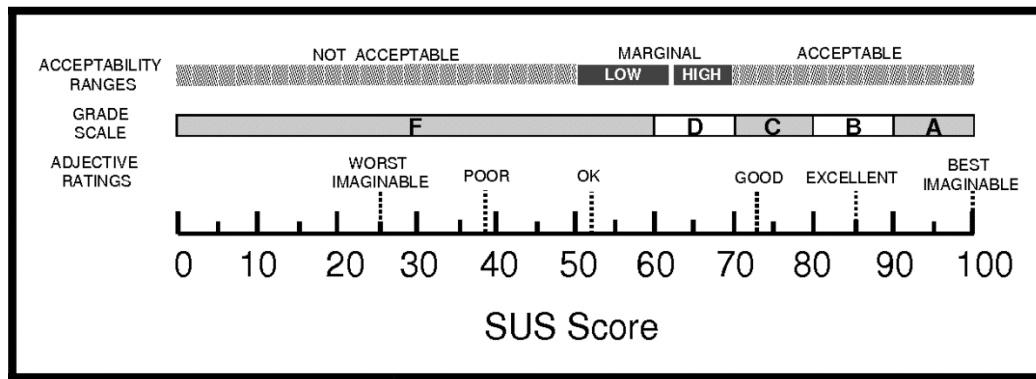 NOT ACCEPTABLE MARGINAL ACCEPTABLE
ACCEPTABILITY
RANGES
LOW HIGH
GRADE
SCALE
F D C B A
ADJECTIVE
RATINGS
WORST
IMAGINABLE
POOR
OK
GOOD
EXCELLENT
BEST
IMAGINABLE
0 10 20 30 40 50 60 70 80 90 100
SUS Score